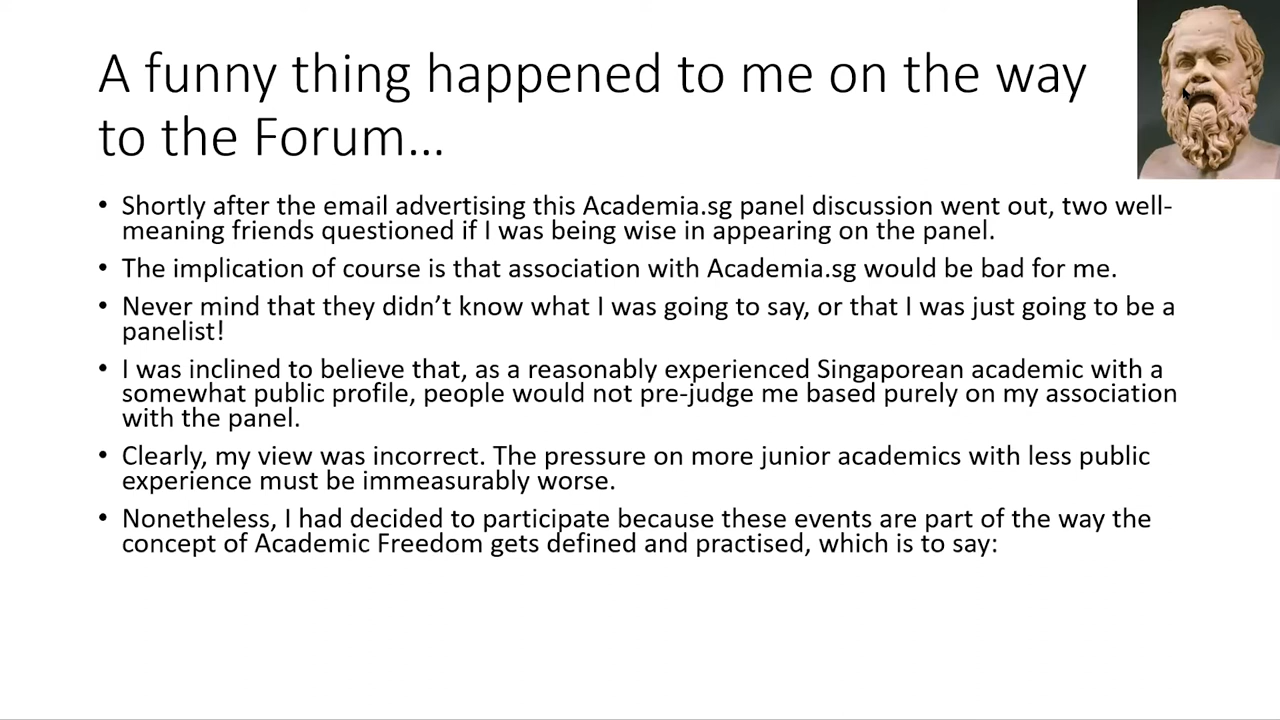 A funny thing happened to me on the way
to the Forum...
• Shortly after the email advertising this Academia.sg panel discussion went out, two well-
meaning friends questioned if I was being wise in appearing on the panel.
• The implication of course is that association with Academia.sg would be bad for me.
• Never mind that they didn’t know what I was going to say, or that I was just going to be a
panelist!
• I was inclined to believe that, as a reasonably experienced Singaporean academic with a
somewhat public profile, people would not pre-judge me based purely on my association
with the panel.
• Clearly, my view was incorrect. The pressure on more junior academics with less public
experience must be immeasurably worse.
• Nonetheless, I had decided to participate because these events are part of the way the
concept of Academic Freedom gets defined and practised, which is to say: